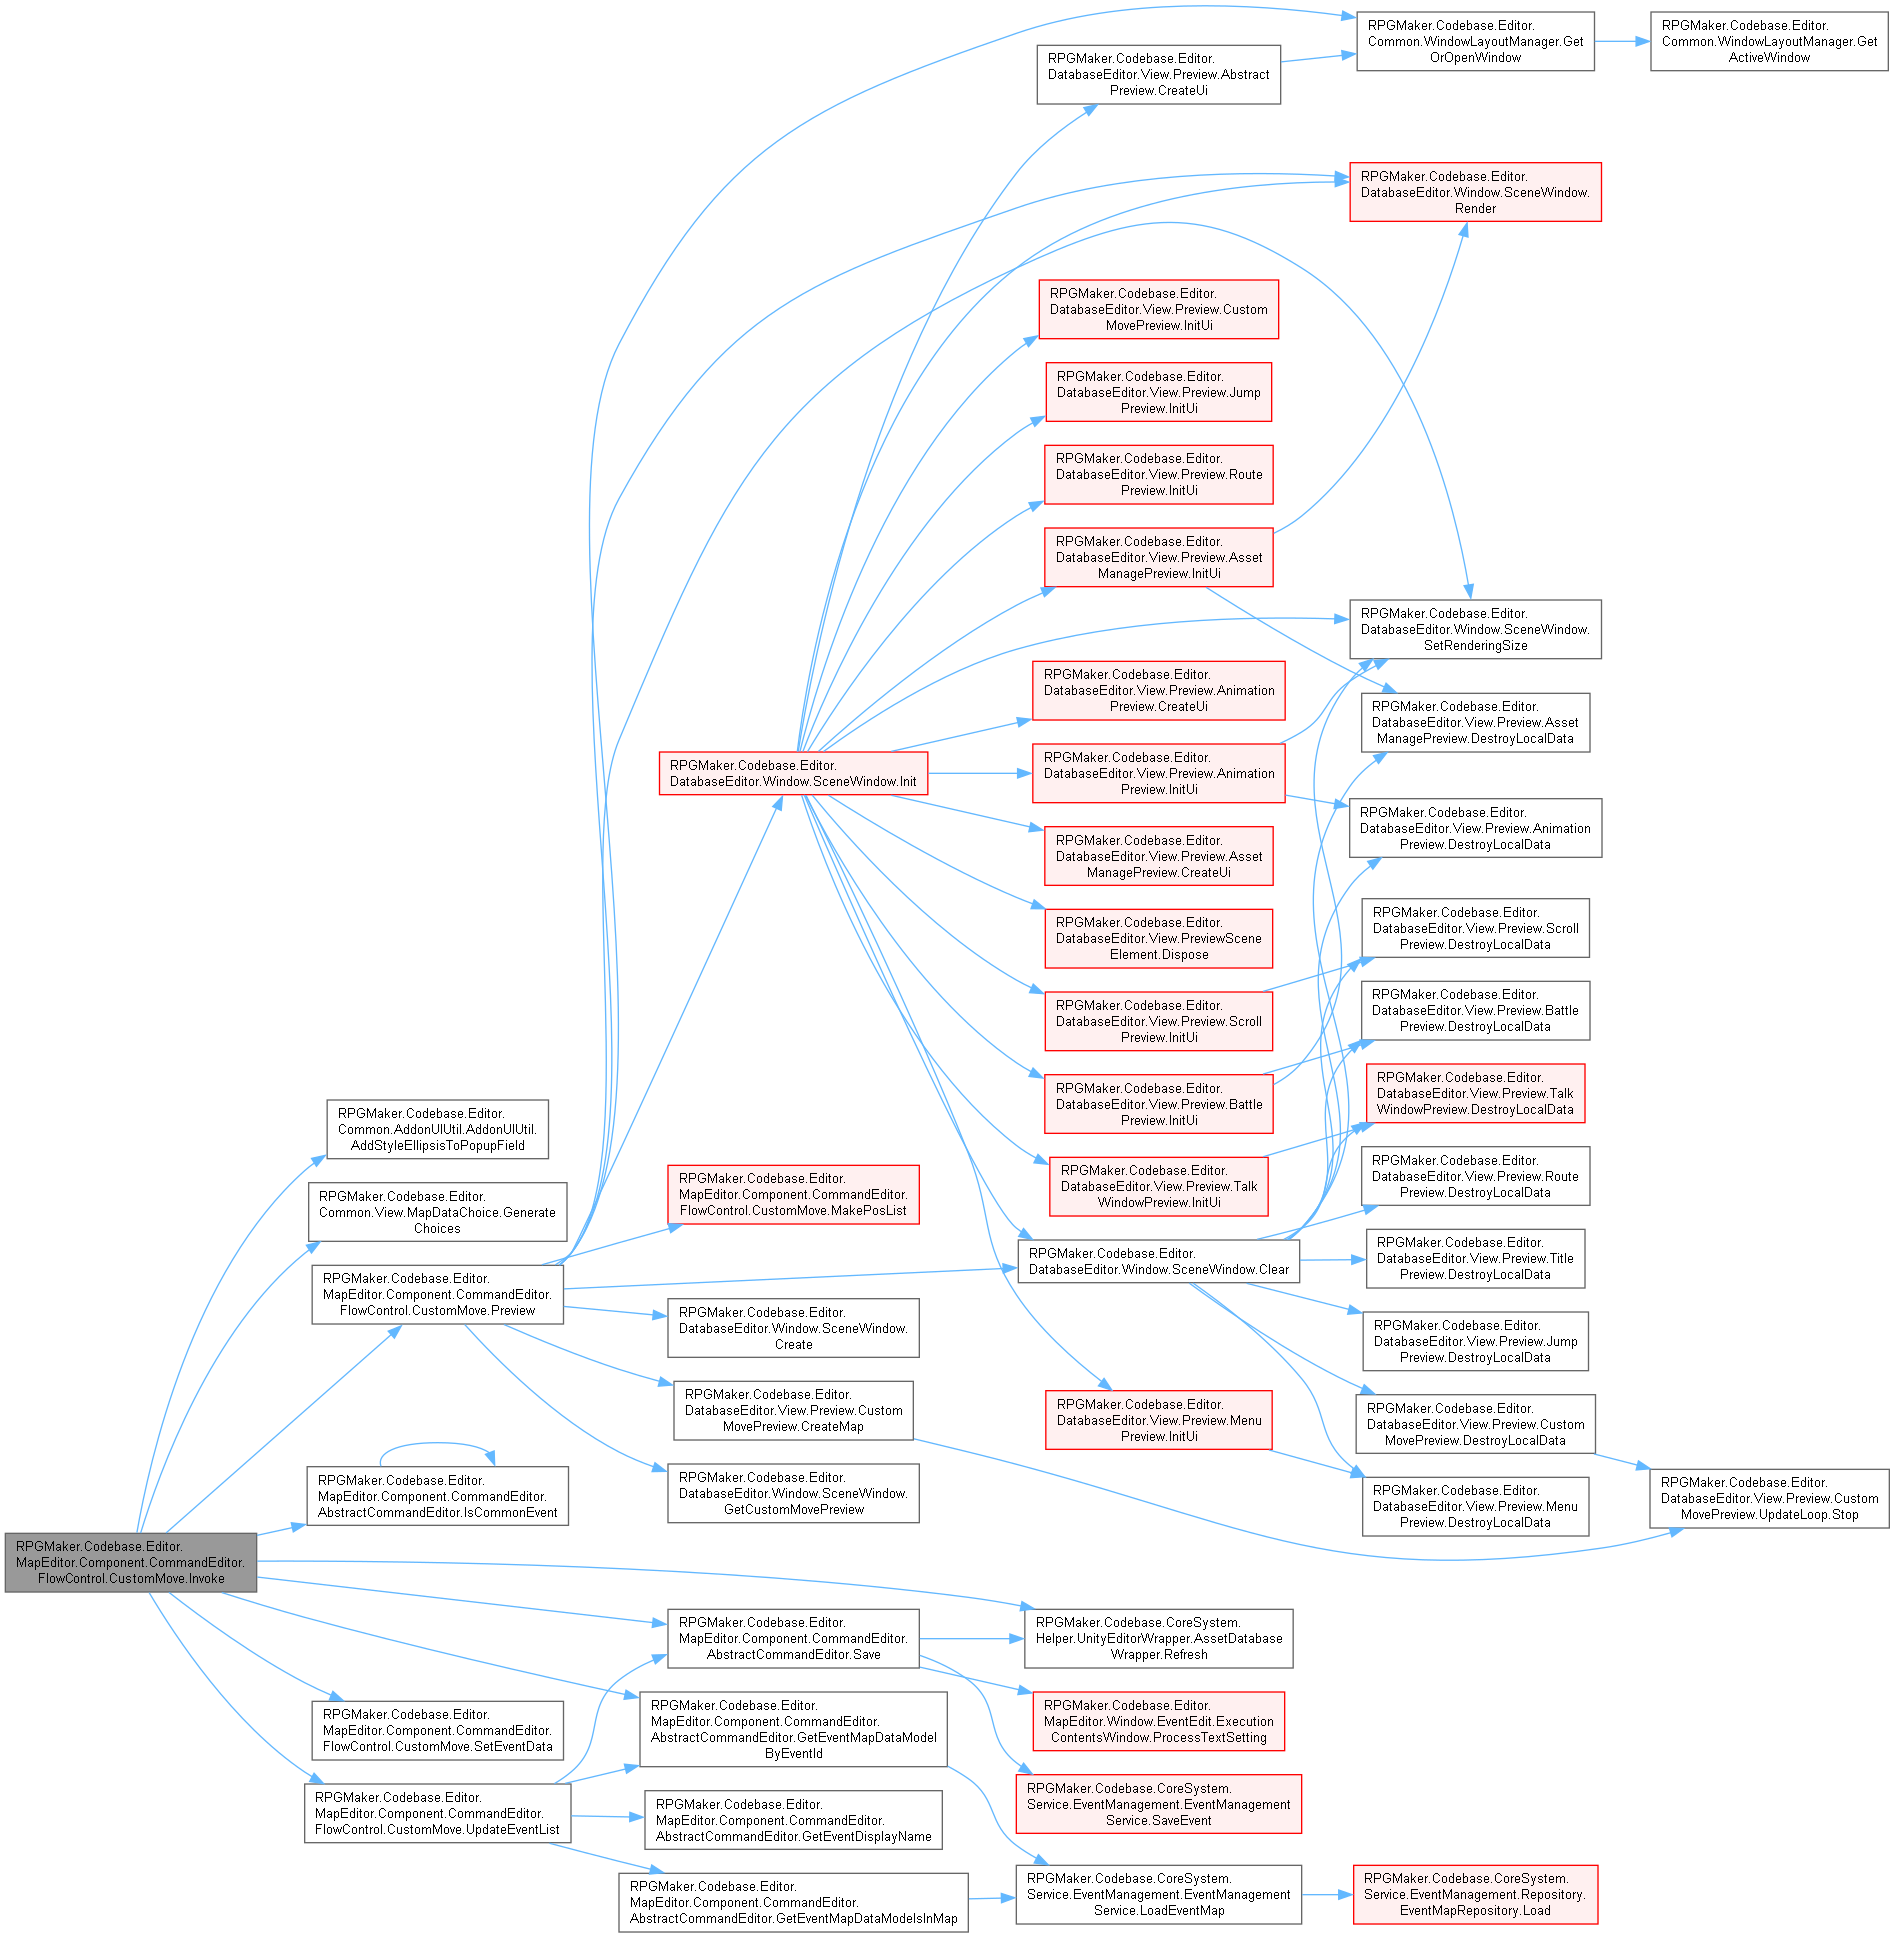 RPGMaker.Codebase.Editor.
Common.WindowLayoutManager.Get
OrOpenWindow
RPGMaker.Codebase.Editor.
Common.WindowLayoutManager.Get
ActiveWindow
RPGMaker.Codebase.Editor.
DatabaseEditor.View.Preview.Abstract
Preview.CreateUi
RPGMaker.Codebase.Editor.
DatabaseEditor.Window.SceneWindow.
Render
RPGMaker.Codebase.Editor.
DatabaseEditor.View.Preview.Custom
MovePreview.InitUi
RPGMaker.Codebase.Editor.
DatabaseEditor.View.Preview.Jump
Preview.InitUi
RPGMaker.Codebase.Editor.
DatabaseEditor.View.Preview.Route
Preview.InitUi
RPGMaker.Codebase.Editor.
DatabaseEditor.View.Preview.Asset
ManagePreview.InitUi
RPGMaker.Codebase.Editor.
DatabaseEditor.Window.SceneWindow.
SetRenderingSize
RPGMaker.Codebase.Editor.
DatabaseEditor.View.Preview.Animation
Preview.CreateUi
RPGMaker.Codebase.Editor.
DatabaseEditor.View.Preview.Asset
ManagePreview.DestroyLocalData
RPGMaker.Codebase.Editor.
DatabaseEditor.Window.SceneWindow.Init
RPGMaker.Codebase.Editor.
DatabaseEditor.View.Preview.Animation
Preview.InitUi
RPGMaker.Codebase.Editor.
DatabaseEditor.View.Preview.Animation
Preview.DestroyLocalData
RPGMaker.Codebase.Editor.
DatabaseEditor.View.Preview.Asset
ManagePreview.CreateUi
RPGMaker.Codebase.Editor.
DatabaseEditor.View.Preview.Scroll
Preview.DestroyLocalData
RPGMaker.Codebase.Editor.
DatabaseEditor.View.PreviewScene
Element.Dispose
RPGMaker.Codebase.Editor.
DatabaseEditor.View.Preview.Battle
Preview.DestroyLocalData
RPGMaker.Codebase.Editor.
DatabaseEditor.View.Preview.Scroll
Preview.InitUi
RPGMaker.Codebase.Editor.
DatabaseEditor.View.Preview.Talk
WindowPreview.DestroyLocalData
RPGMaker.Codebase.Editor.
DatabaseEditor.View.Preview.Battle
Preview.InitUi
RPGMaker.Codebase.Editor.
Common.AddonUIUtil.AddonUIUtil.
AddStyleEllipsisToPopupField
RPGMaker.Codebase.Editor.
DatabaseEditor.View.Preview.Route
Preview.DestroyLocalData
RPGMaker.Codebase.Editor.
DatabaseEditor.View.Preview.Talk
WindowPreview.InitUi
RPGMaker.Codebase.Editor.
MapEditor.Component.CommandEditor.
FlowControl.CustomMove.MakePosList
RPGMaker.Codebase.Editor.
Common.View.MapDataChoice.Generate
Choices
RPGMaker.Codebase.Editor.
DatabaseEditor.Window.SceneWindow.Clear
RPGMaker.Codebase.Editor.
DatabaseEditor.View.Preview.Title
Preview.DestroyLocalData
RPGMaker.Codebase.Editor.
MapEditor.Component.CommandEditor.
FlowControl.CustomMove.Preview
RPGMaker.Codebase.Editor.
DatabaseEditor.Window.SceneWindow.
Create
RPGMaker.Codebase.Editor.
DatabaseEditor.View.Preview.Jump
Preview.DestroyLocalData
RPGMaker.Codebase.Editor.
DatabaseEditor.View.Preview.Custom
MovePreview.CreateMap
RPGMaker.Codebase.Editor.
DatabaseEditor.View.Preview.Menu
Preview.InitUi
RPGMaker.Codebase.Editor.
DatabaseEditor.View.Preview.Custom
MovePreview.DestroyLocalData
RPGMaker.Codebase.Editor.
MapEditor.Component.CommandEditor.
AbstractCommandEditor.IsCommonEvent
RPGMaker.Codebase.Editor.
DatabaseEditor.Window.SceneWindow.
GetCustomMovePreview
RPGMaker.Codebase.Editor.
DatabaseEditor.View.Preview.Menu
Preview.DestroyLocalData
RPGMaker.Codebase.Editor.
DatabaseEditor.View.Preview.Custom
MovePreview.UpdateLoop.Stop
RPGMaker.Codebase.Editor.
MapEditor.Component.CommandEditor.
FlowControl.CustomMove.Invoke
RPGMaker.Codebase.Editor.
MapEditor.Component.CommandEditor.
AbstractCommandEditor.Save
RPGMaker.Codebase.CoreSystem.
Helper.UnityEditorWrapper.AssetDatabase
Wrapper.Refresh
RPGMaker.Codebase.Editor.
MapEditor.Component.CommandEditor.
FlowControl.CustomMove.SetEventData
RPGMaker.Codebase.Editor.
MapEditor.Component.CommandEditor.
AbstractCommandEditor.GetEventMapDataModel
ByEventId
RPGMaker.Codebase.Editor.
MapEditor.Window.EventEdit.Execution
ContentsWindow.ProcessTextSetting
RPGMaker.Codebase.Editor.
MapEditor.Component.CommandEditor.
FlowControl.CustomMove.UpdateEventList
RPGMaker.Codebase.Editor.
MapEditor.Component.CommandEditor.
AbstractCommandEditor.GetEventDisplayName
RPGMaker.Codebase.CoreSystem.
Service.EventManagement.EventManagement
Service.SaveEvent
RPGMaker.Codebase.Editor.
MapEditor.Component.CommandEditor.
AbstractCommandEditor.GetEventMapDataModelsInMap
RPGMaker.Codebase.CoreSystem.
Service.EventManagement.EventManagement
Service.LoadEventMap
RPGMaker.Codebase.CoreSystem.
Service.EventManagement.Repository.
EventMapRepository.Load